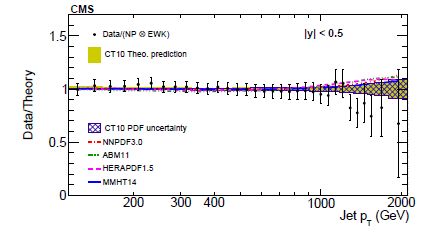 CMS
Data/(NP ⊗ EWK)
|y| < 0.5
CT10 Theo. prediction
CT10 PDF uncertainty
NNPDF3.0
ABM11
HERAPDF1.5
MMHT14
Data/Theory
1.5
1
0.5
0
200 300 400 1000 2000
Jet p_T (GeV)